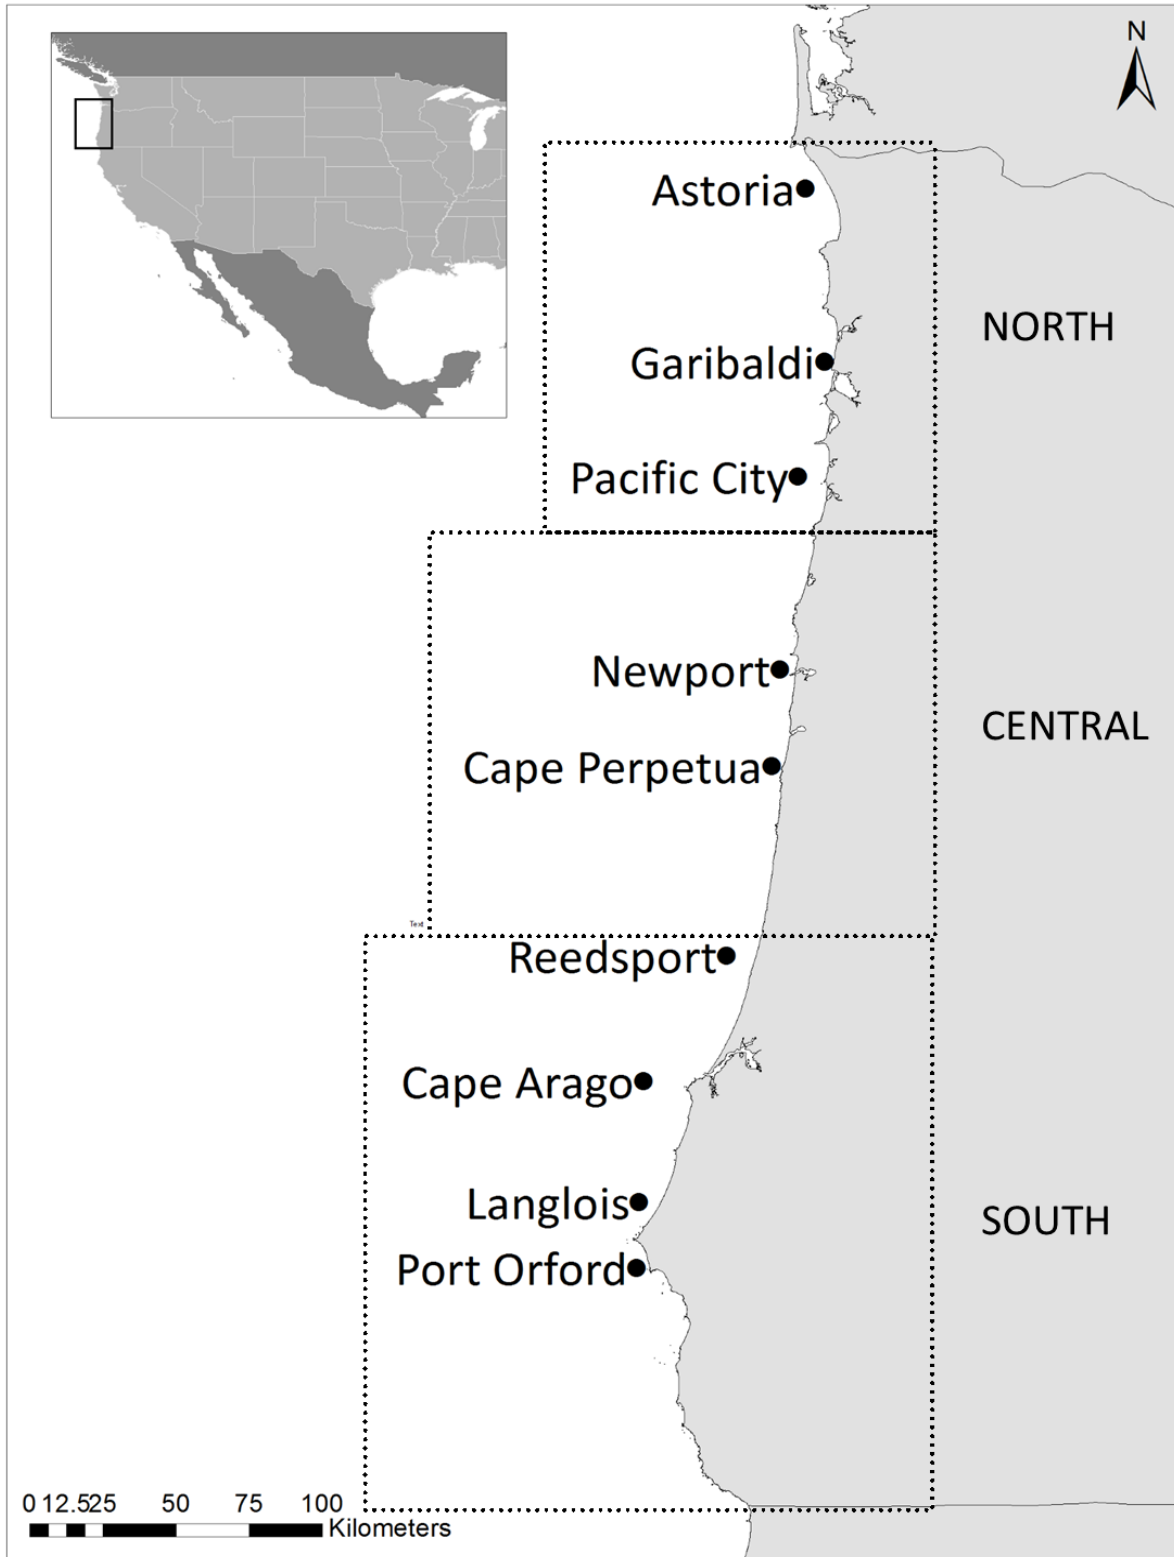 N
Astoria
NORTH
Garibaldi
Pacific City
Newport
CENTRAL
Cape Perpetua
Text
Reedsport
Cape Arago
Langlois
SOUTH
Port Orford
0 12.525 50 75 100
Kilometers